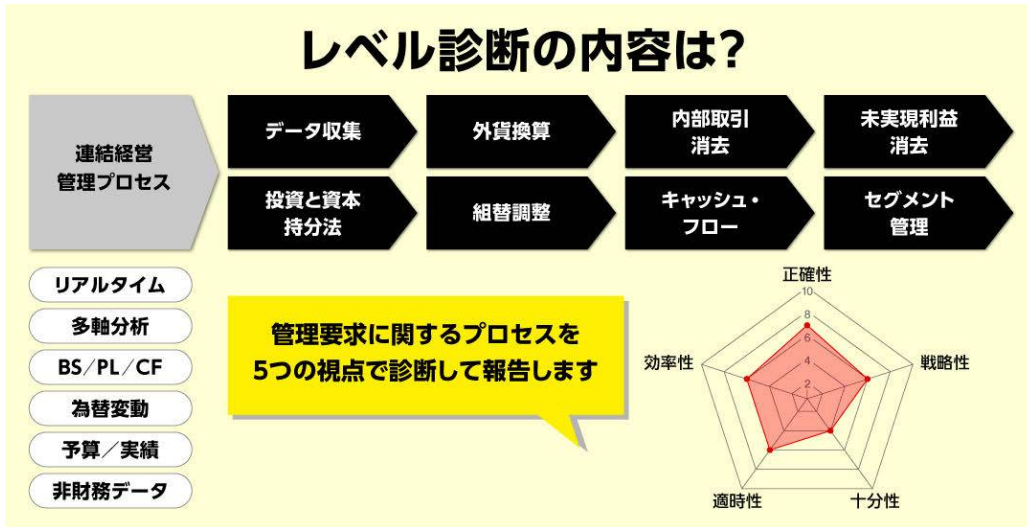 レベル診断の内容は?
連結経営
管理プロセス
データ収集
外貨換算
内部取引
消去
未実現利益
消去
投資と資本
持分法
組替調整
キャッシュ・
フロー
セグメント
管理
リアルタイム
多軸分析
BS/PL/CF
為替変動
予算/実績
非財務データ
管理要求に関するプロセスを
5つの視点で診断して報告します
正確性
10
8
6
4
2
効率性
戦略性
適時性
十分性